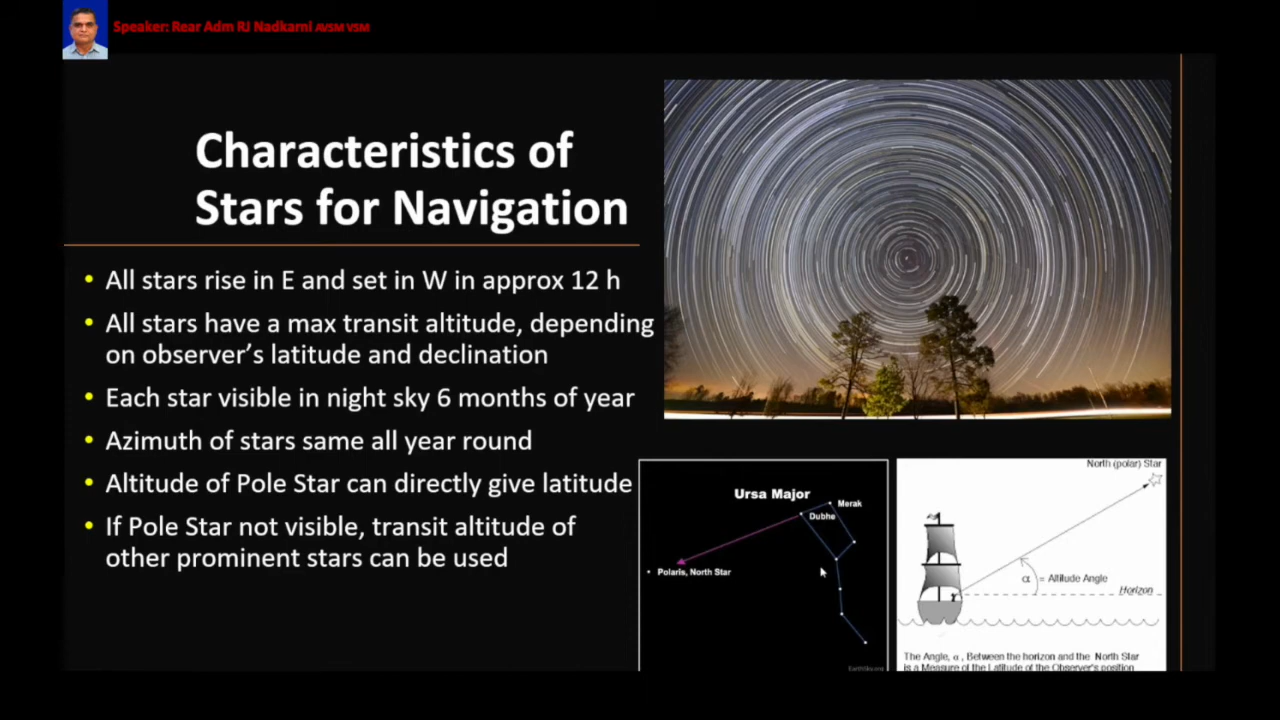 Speaker: Rear Adm RJ Nadkarni AVSM VSM
Characteristics of
Stars for Navigation
• All stars rise in E and set in W in approx 12 h
• All stars have a max transit altitude, depending
on observer's latitude and declination
• Each star visible in night sky 6 months of year
• Azimuth of stars same all year round
• Altitude of Pole Star can directly give latitude
• If Pole Star not visible, transit altitude of
other prominent stars can be used
Ursa Major
Merak
Dubhe
Polaris, North Star
EarthSky.org
North (polar) Star
α = Altitude Angle
Horizon
The Angle, α , Between the horizon and the North Star
is a Measure of the Latitude of the Observer's position